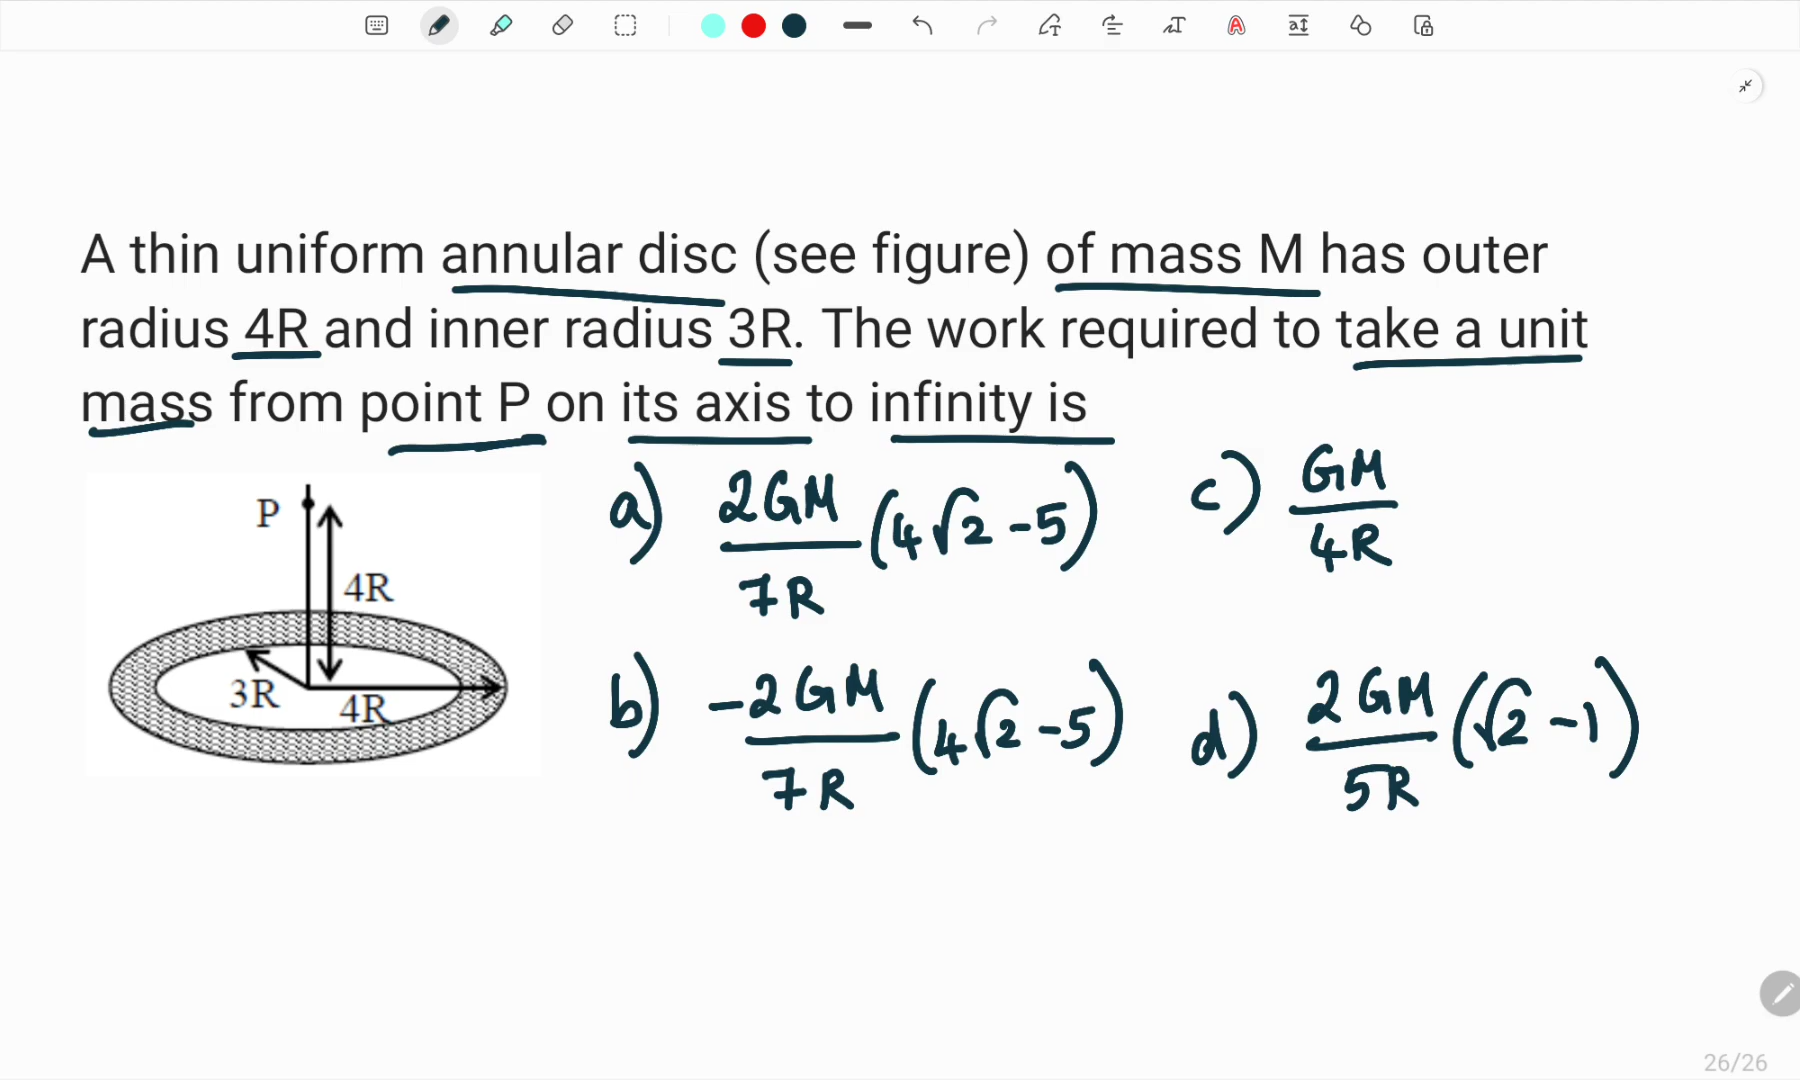 A thin uniform annular disc (see figure) of mass M has outer
radius 4R and inner radius 3R. The work required to take a unit
mass from point P on its axis to infinity is
P
4R
3R
4R
a) 2GM/7R (4√2 -5)
b) -2GM/7R (4√2 -5)
c) GM/4R
d) 2GM/5R (√2 -1)
26/26